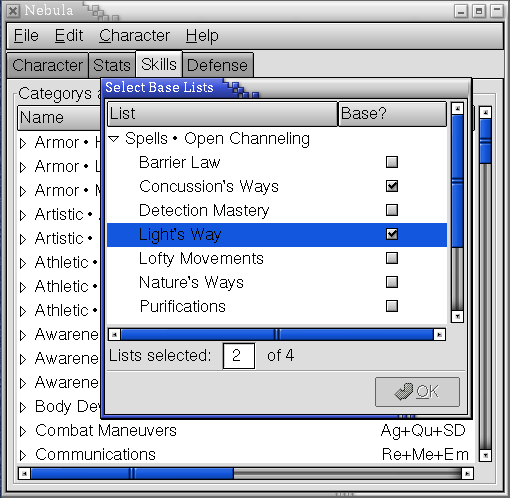 Nebula
File Edit Character Help
Character Stats Skills Defense
Categorys
Name
Select Base Lists
List Base?
Spells • Open Channeling
Barrier Law
Concussion's Ways
Detection Mastery
Light's Way
Lofty Movements
Nature's Ways
Purifications
Lists selected: 2 of 4
OK
Armor •
Armor •
Armor •
Artistic •
Artistic •
Athletic •
Athletic •
Athletic •
Awarene
Awarene
Awarene
Body Dev
Combat Maneuvers Ag+Qu+SD
Communications Re+Me+Em